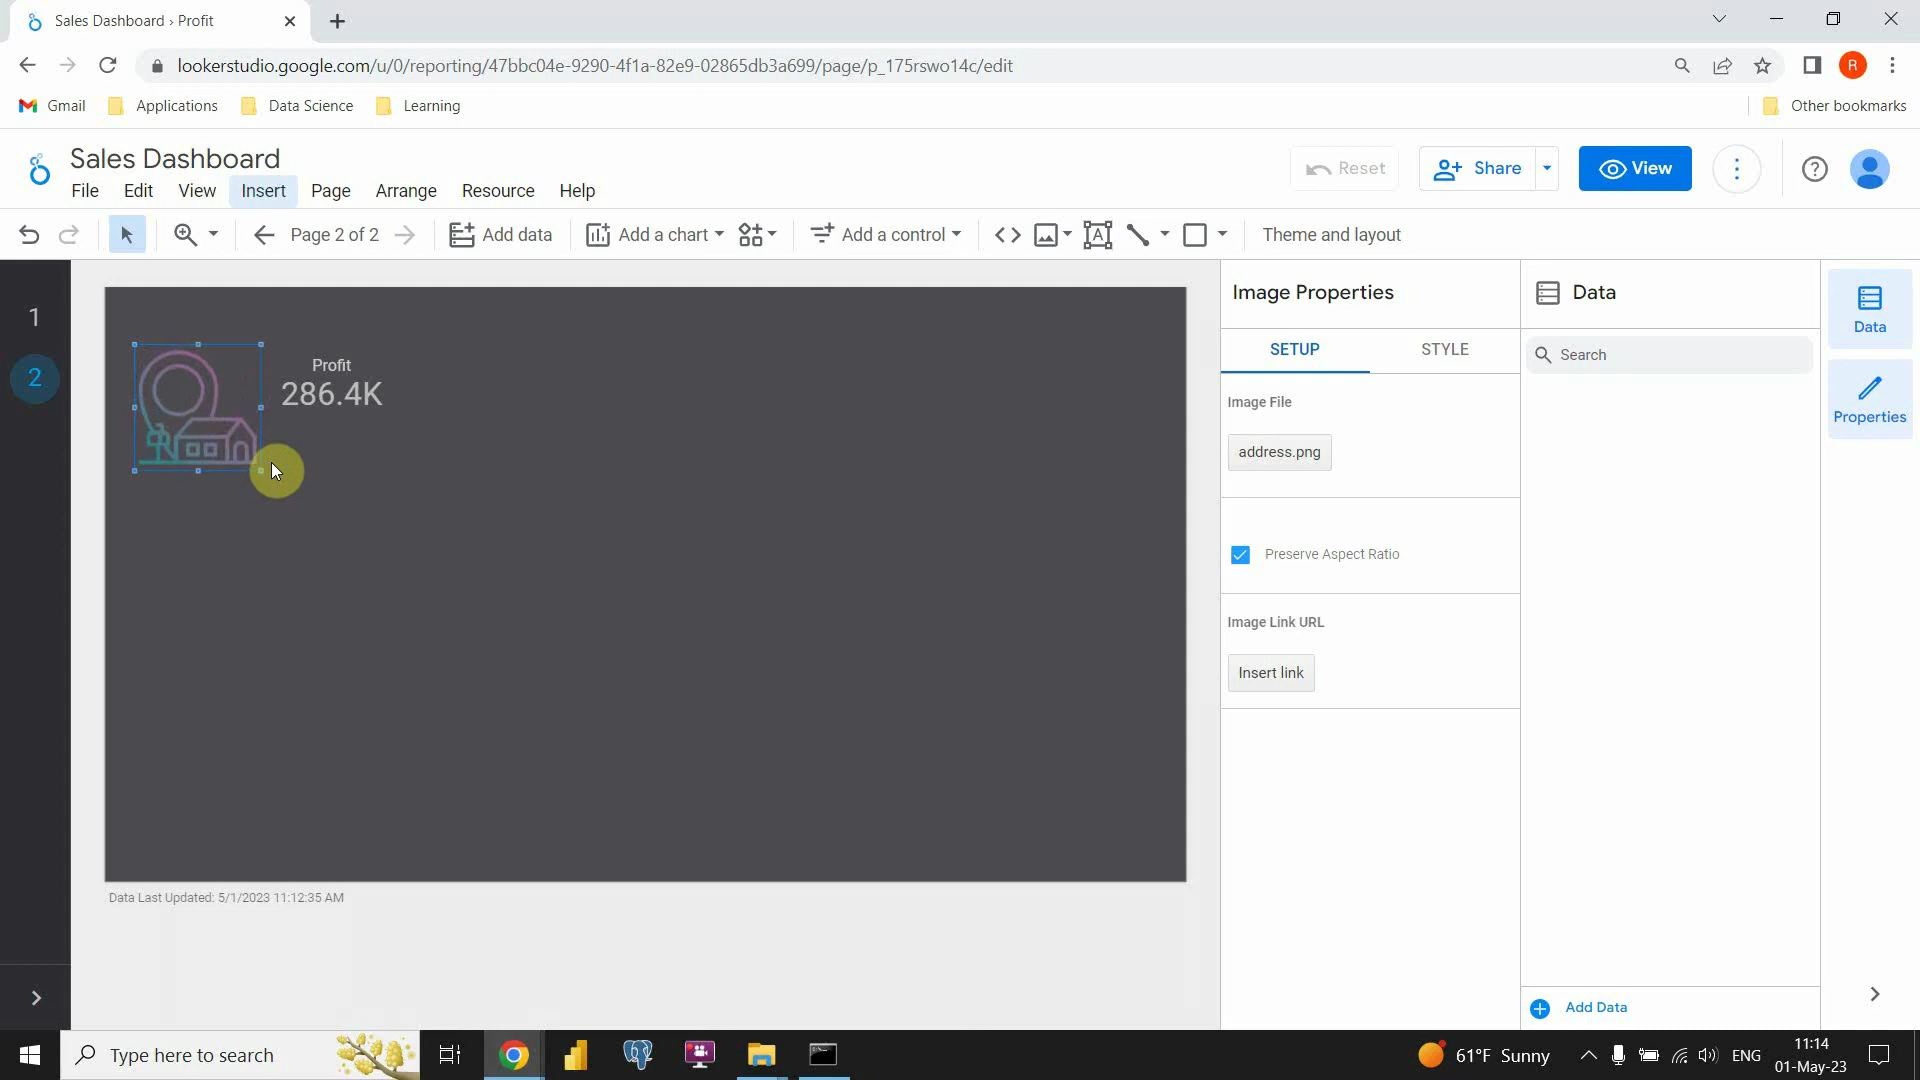 Sales Dashboard › Profit
lookerstudio.google.com/u/0/reporting/47bbc04e-9290-4f1a-82e9-02865db3a699/page/p_175rswo14c/edit
R
Gmail
Applications
Data Science
Learning
Other bookmarks
Sales Dashboard
File
Edit
View
Insert
Page
Arrange
Resource
Help
Reset
Share
View
Page 2 of 2
Add data
Add a chart
Add a control
Theme and layout
1
2
Profit
286.4K
Data Last Updated: 5/1/2023 11:12:35 AM
Image Properties
SETUP
STYLE
Image File
address.png
Preserve Aspect Ratio
Image Link URL
Insert link
Data
Search
Add Data
Data
Properties
Type here to search
61°F Sunny
ENG
11:14
01-May-23